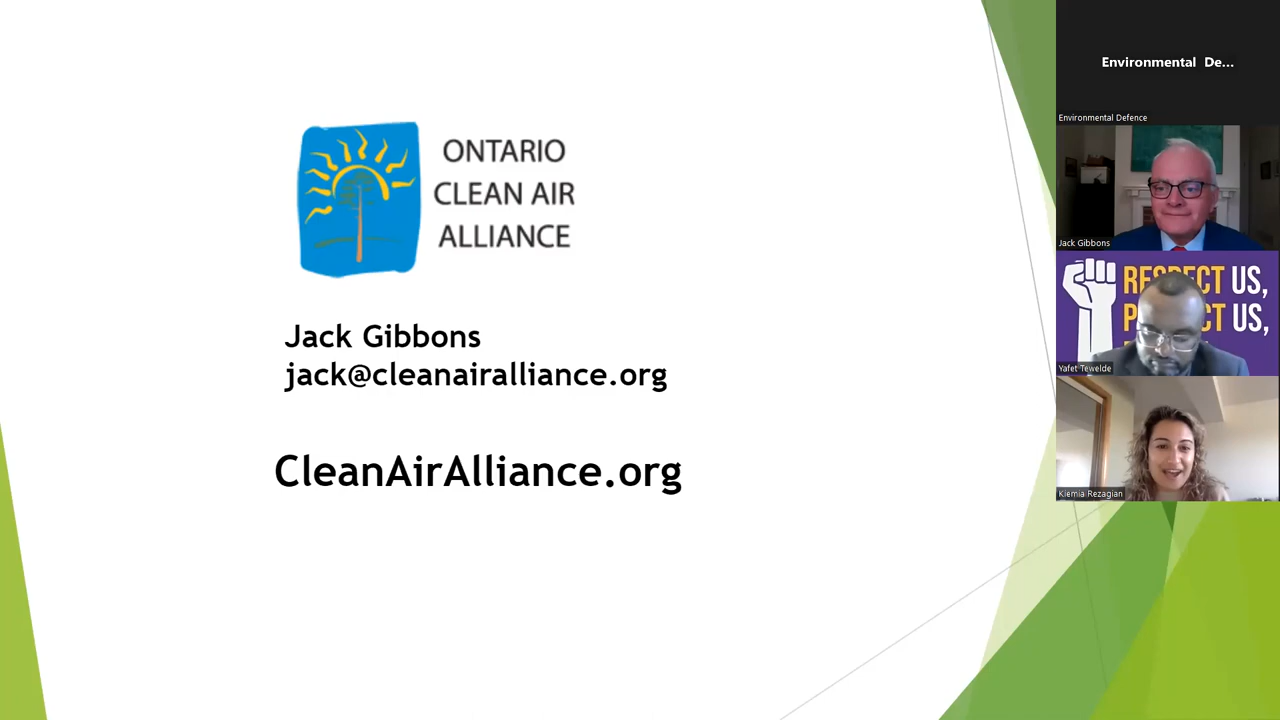 ONTARIO
CLEAN AIR
ALLIANCE
Jack Gibbons
jack@cleanairalliance.org
CleanAirAlliance.org
Environmental De...
Environmental Defence
Jack Gibbons
RESPECT US,
P CT US,
Yafet Tewelde
Kiemia Rezagian